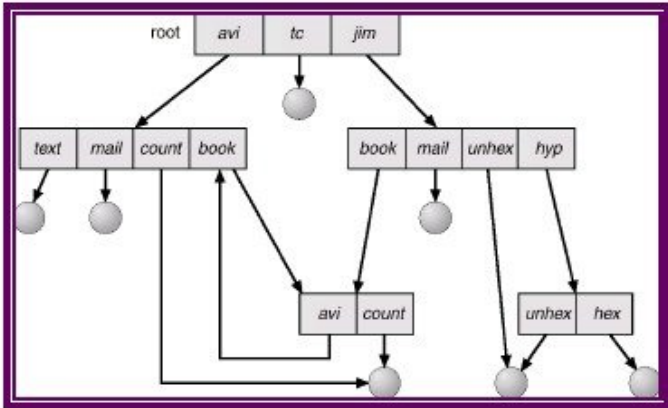 root avi tc jim
text mail count book book mail unhex hyp
avi count unhex hex